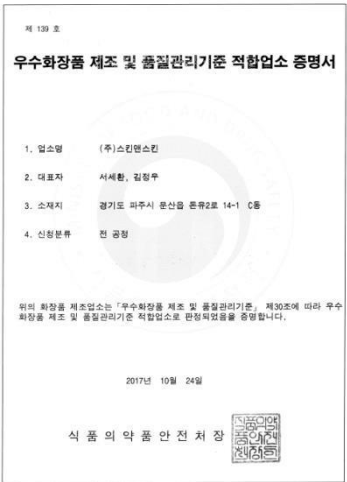 제 139 호
우수화장품 제조 및 품질관리기준 적합업소 증명서
1. 업소명 (주)스킨앤스킨
2. 대표자 서세환, 김정우
3. 소재지 경기도 파주시 문산읍 돈유2로 14-1 C동
4. 신청분류 전 공정
위의 화장품 제조업소는「우수화장품 제조 및 품질관리기준」 제30조에 따라 우수
화장품 제조 및 품질관리기준 적합업소로 판정되었음을 증명합니다.
2017년 10월 24일
식품의약품안전처장